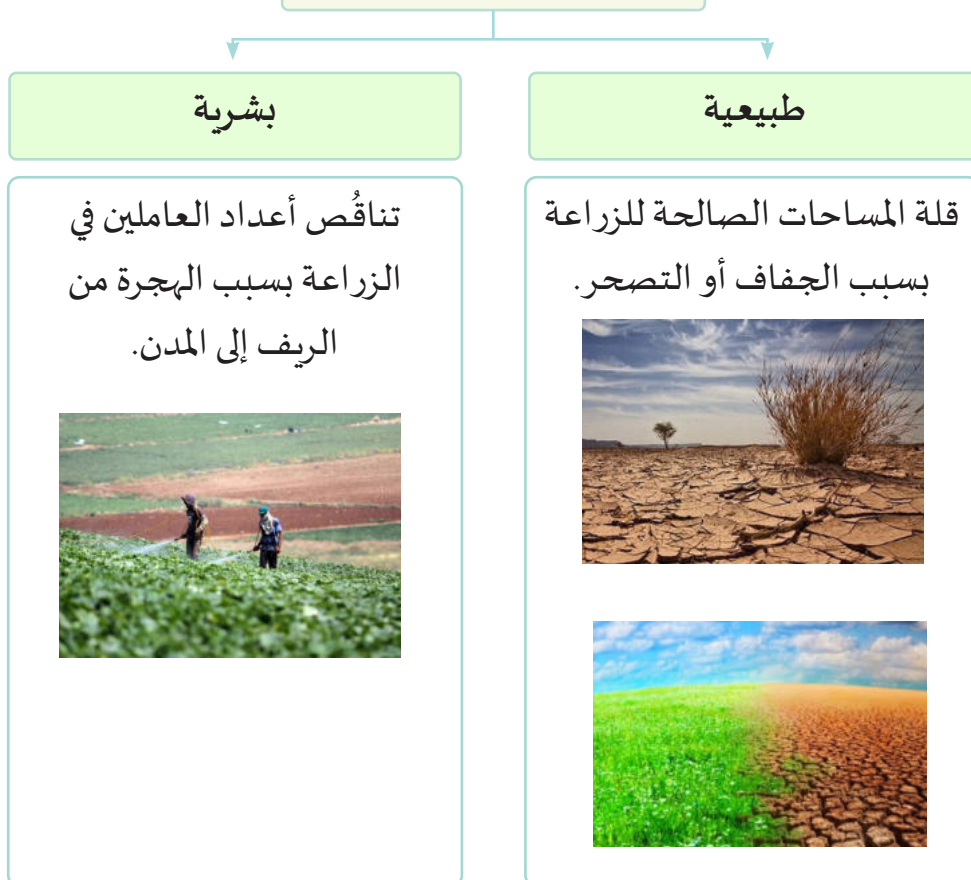 طبيعية
بشرية
قلة المساحات الصالحة للزراعة
بسبب الجفاف أو التصحر.
تناقُص أعداد العاملين في
الزراعة بسبب الهجرة من
الريف إلى المدن.